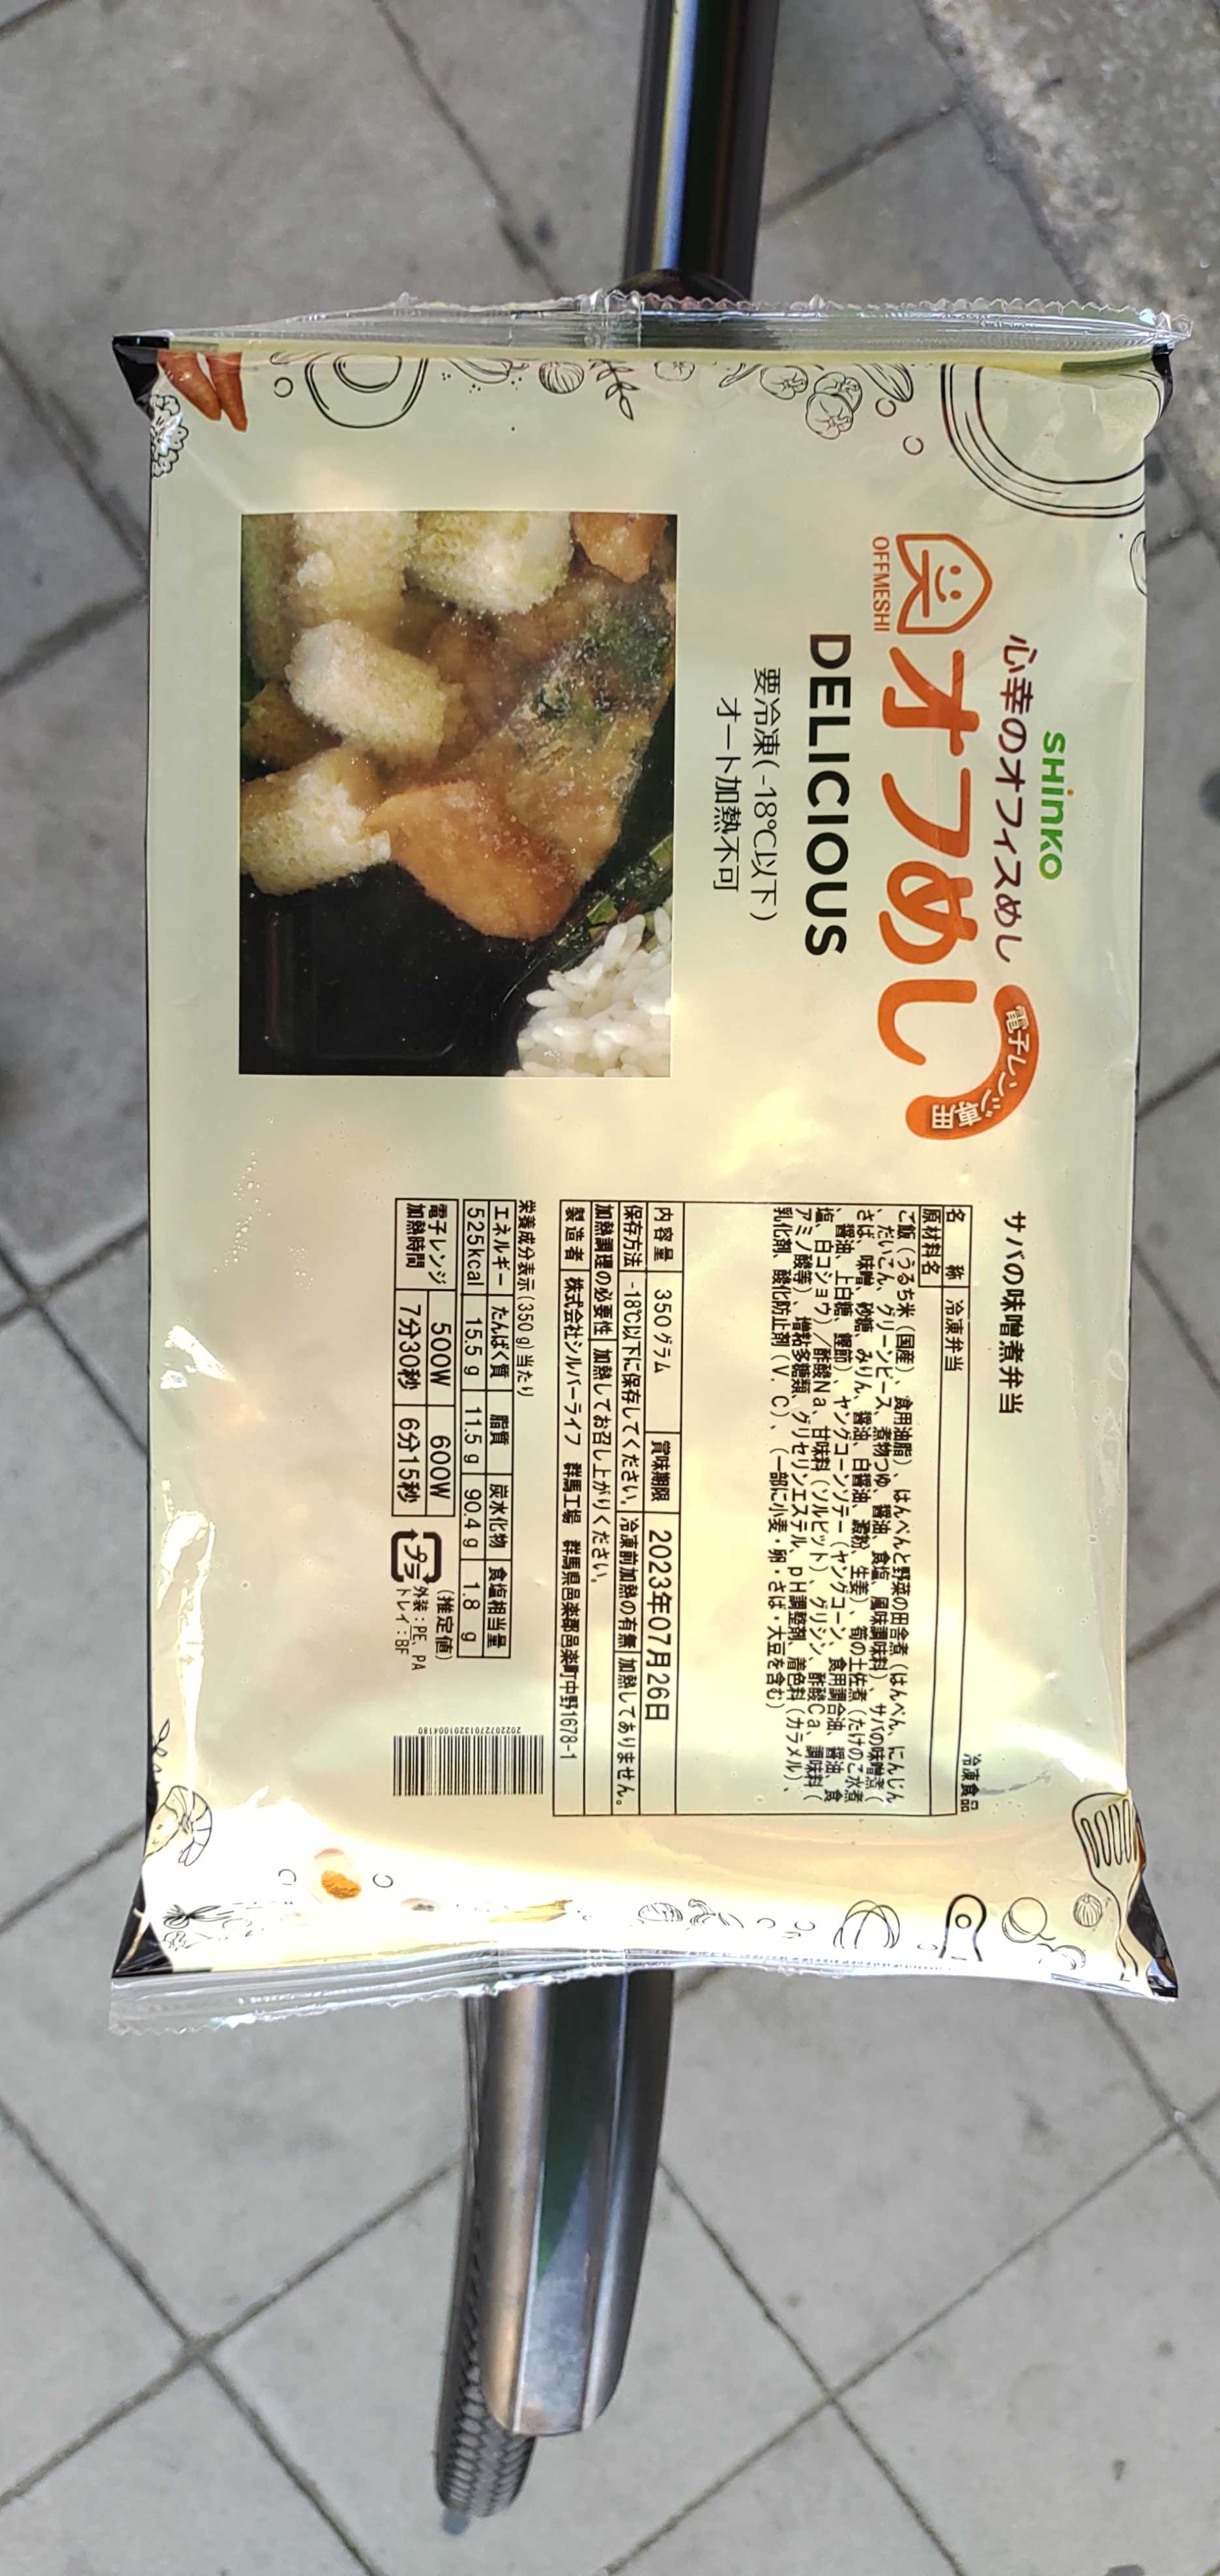 SHinKO
心幸のオフィスめし
電子レンジ専用
オフめし
OFFMESHI
DELICIOUS
要冷凍(-18℃以下)
オート加熱不可
サバの味噌煮弁当
冷凍食品
名称 冷凍弁当
原材料名
ご飯（うるち米（国産）、食用油脂）、はんぺんと野菜の田舎煮（はんぺん、にんじん
、だいこん、グリーンピース、煮物つゆ、醤油、食塩、風味調味料）、サバの味噌煮（
さば、味噌、砂糖、みりん、醤油、白醤油、澱粉、生姜）、筍の土佐煮（たけのこ水煮
、醤油、上白糖、鰹節）、ヤングコーンソテー（ヤングコーン、食用調合油、醤油、食
塩、白コショウ）／酢酸Na、甘味料（ソルビット）、グリシン、酢酸Ca、調味料（
アミノ酸等）、増粘多糖類、グリセリンエステル、pH調整剤、着色料（カラメル）、
乳化剤、酸化防止剤（V．C）、（一部に小麦・卵・さば・大豆を含む）
内容量 350グラム 賞味期限 2023年07月26日
保存方法 -18℃以下に保存してください。 冷凍前加熱の有無 加熱してありません。
加熱調理の必要性 加熱してお召し上がりください。
製造者 株式会社シルバーライフ 群馬工場 群馬県邑楽郡邑楽町中野1678-1
栄養成分表示(350g)当たり
エネルギー たんぱく質 脂質 炭水化物 食塩相当量
525kcal 15.5g 11.5g 90.4g 1.8g
(推定値)
電子レンジ加熱時間 500W 600W
7分30秒 6分15秒
プラ
外装：PE、PA
トレイ：BF
20220727013201004180